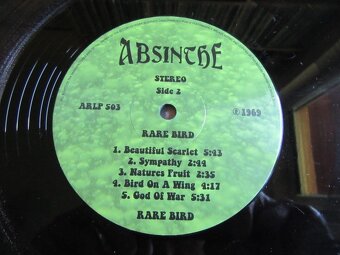 ABSINTHE
STEREO
Side 2
ARLP 503
℗ 1969
RARE BIRD
1. Beautiful Scarlet 5:43
2. Sympathy 2:44
3. Natures Fruit 2:35
4. Bird On A Wing 4:17
5. God Of War 5:31
RARE BIRD